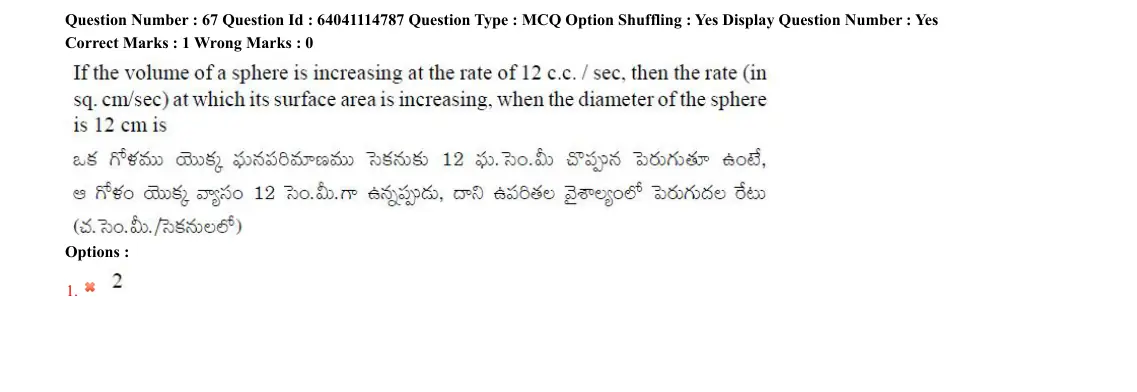 Question Number : 67 Question Id : 64041114787 Question Type : MCQ Option Shuffling : Yes Display Question Number : Yes
Correct Marks : 1 Wrong Marks : 0
If the volume of a sphere is increasing at the rate of 12 c.c. / sec, then the rate (in
sq. cm/sec) at which its surface area is increasing, when the diameter of the sphere
is 12 cm is
ఒక గోళము యొక్క ఘనపరిమాణము సెకనుకు 12 ఘ.సెం.మీ చొప్పున పెరుగుతూ ఉంటే,
ఆ గోళం యొక్క వ్యాసం 12 సెం.మీ.గా ఉన్నప్పుడు, దాని ఉపరితల వైశాల్యంలో పెరుగుదల రేటు
(చ.సెం.మీ./సెకనులలో)
Options :
1. ✖ 2